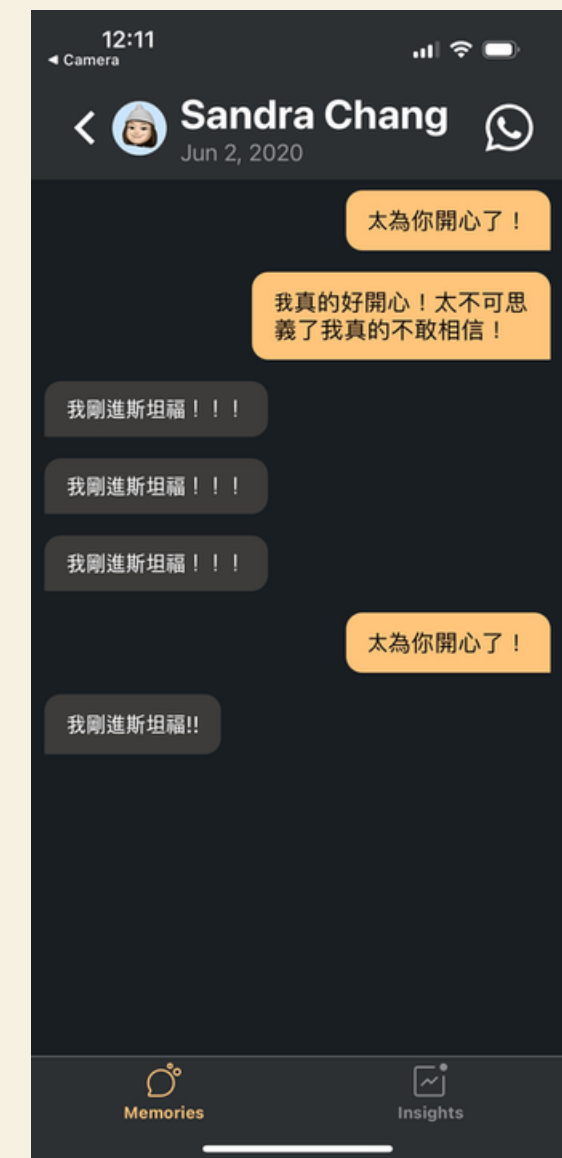 12:11
◀ Camera
Sandra Chang
Jun 2, 2020
太為你開心了！
我真的好開心！太不可思
義了我真的不敢相信！
我剛進斯坦福！！！
我剛進斯坦福！！！
我剛進斯坦福！！！
太為你開心了！
我剛進斯坦福!!
Memories
Insights